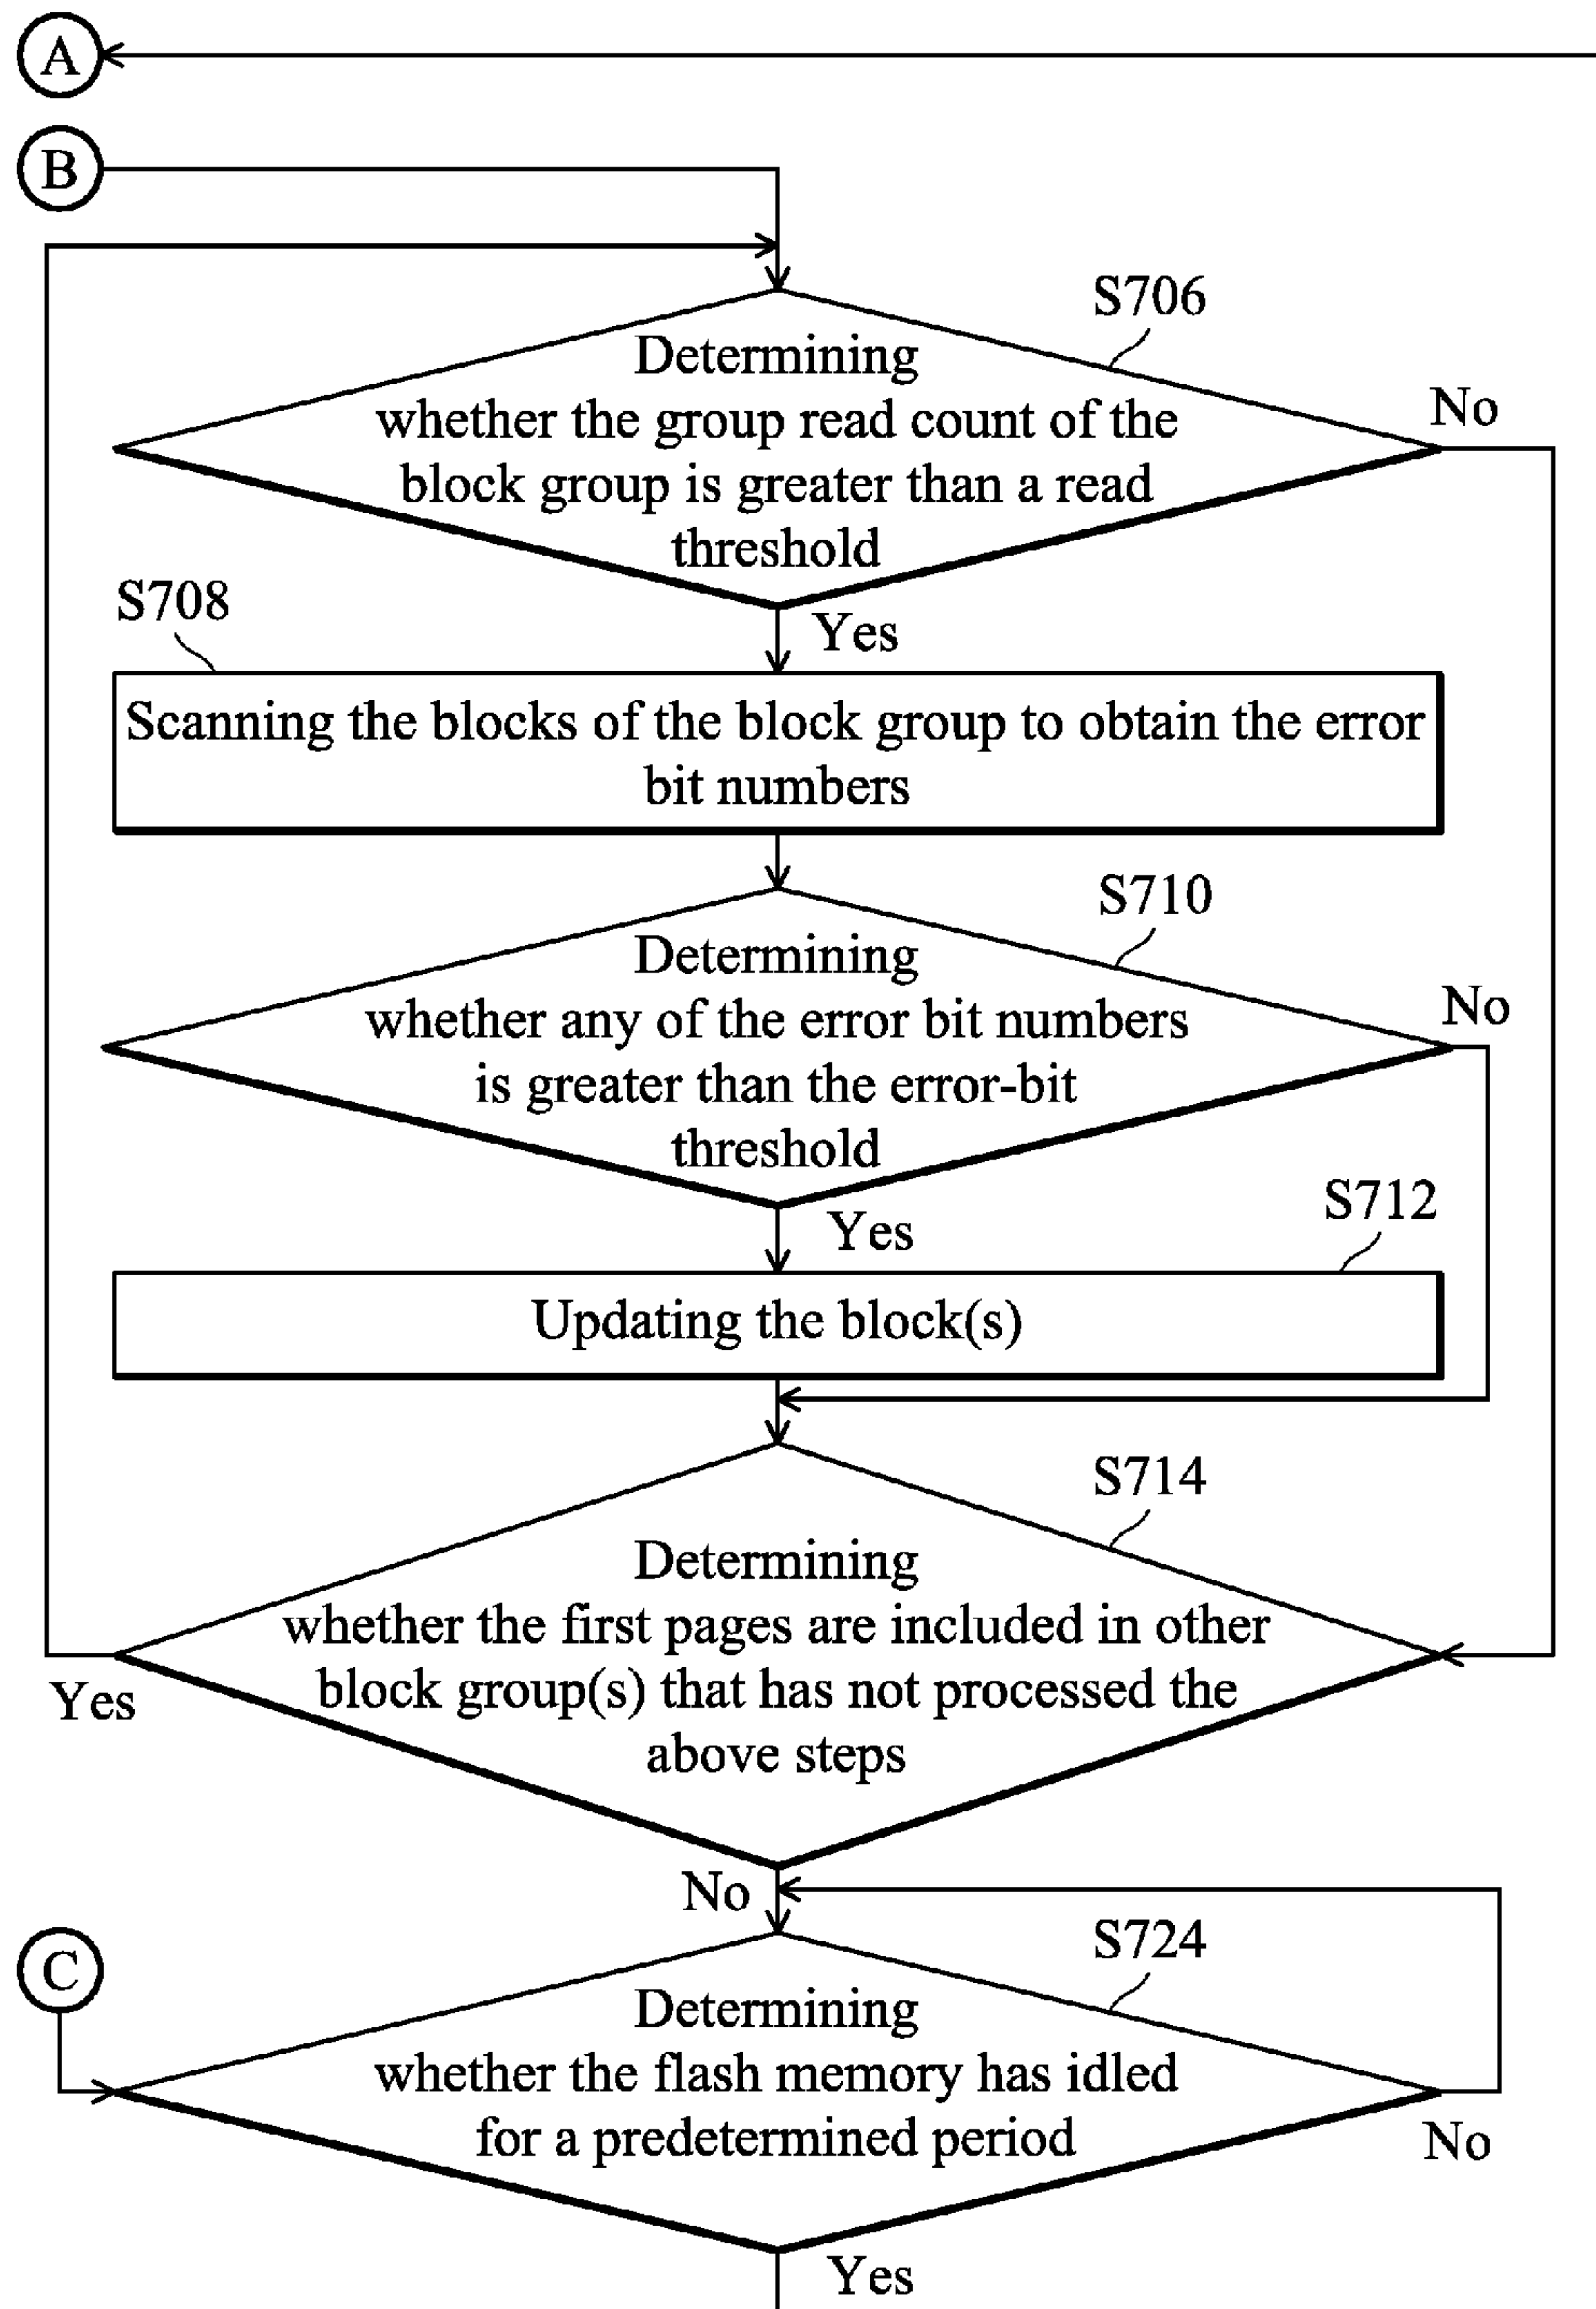 A
B
S706
Determining
whether the group read count of the
block group is greater than a read
threshold
No
S708
Yes
Scanning the blocks of the block group to obtain the error
bit numbers
S710
Determining
whether any of the error bit numbers
is greater than the error-bit
threshold
No
S712
Yes
Updating the block(s)
S714
Determining
whether the first pages are included in other
block group(s) that has not processed the
above steps
Yes
No
C
S724
Determining
whether the flash memory has idled
for a predetermined period
No
Yes